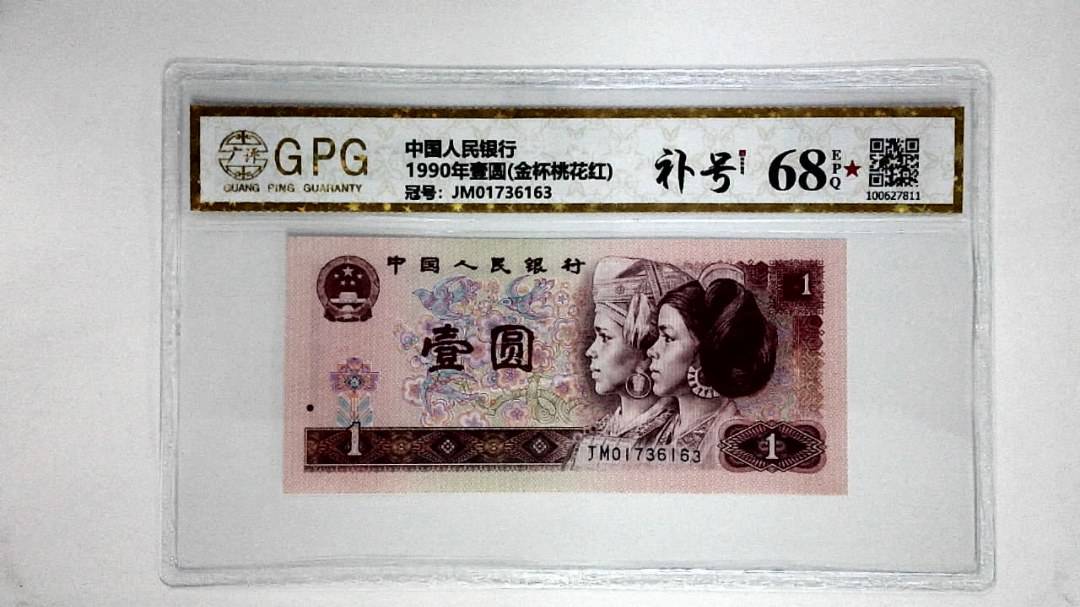 GPG
GUANG PING GUARANTY
中国人民银行
1990年壹圆(金杯桃花红)
冠号：JM01736163
补号
68 EPQ★
100627811
中国人民银行
1
壹圆
1
JM01736163
1